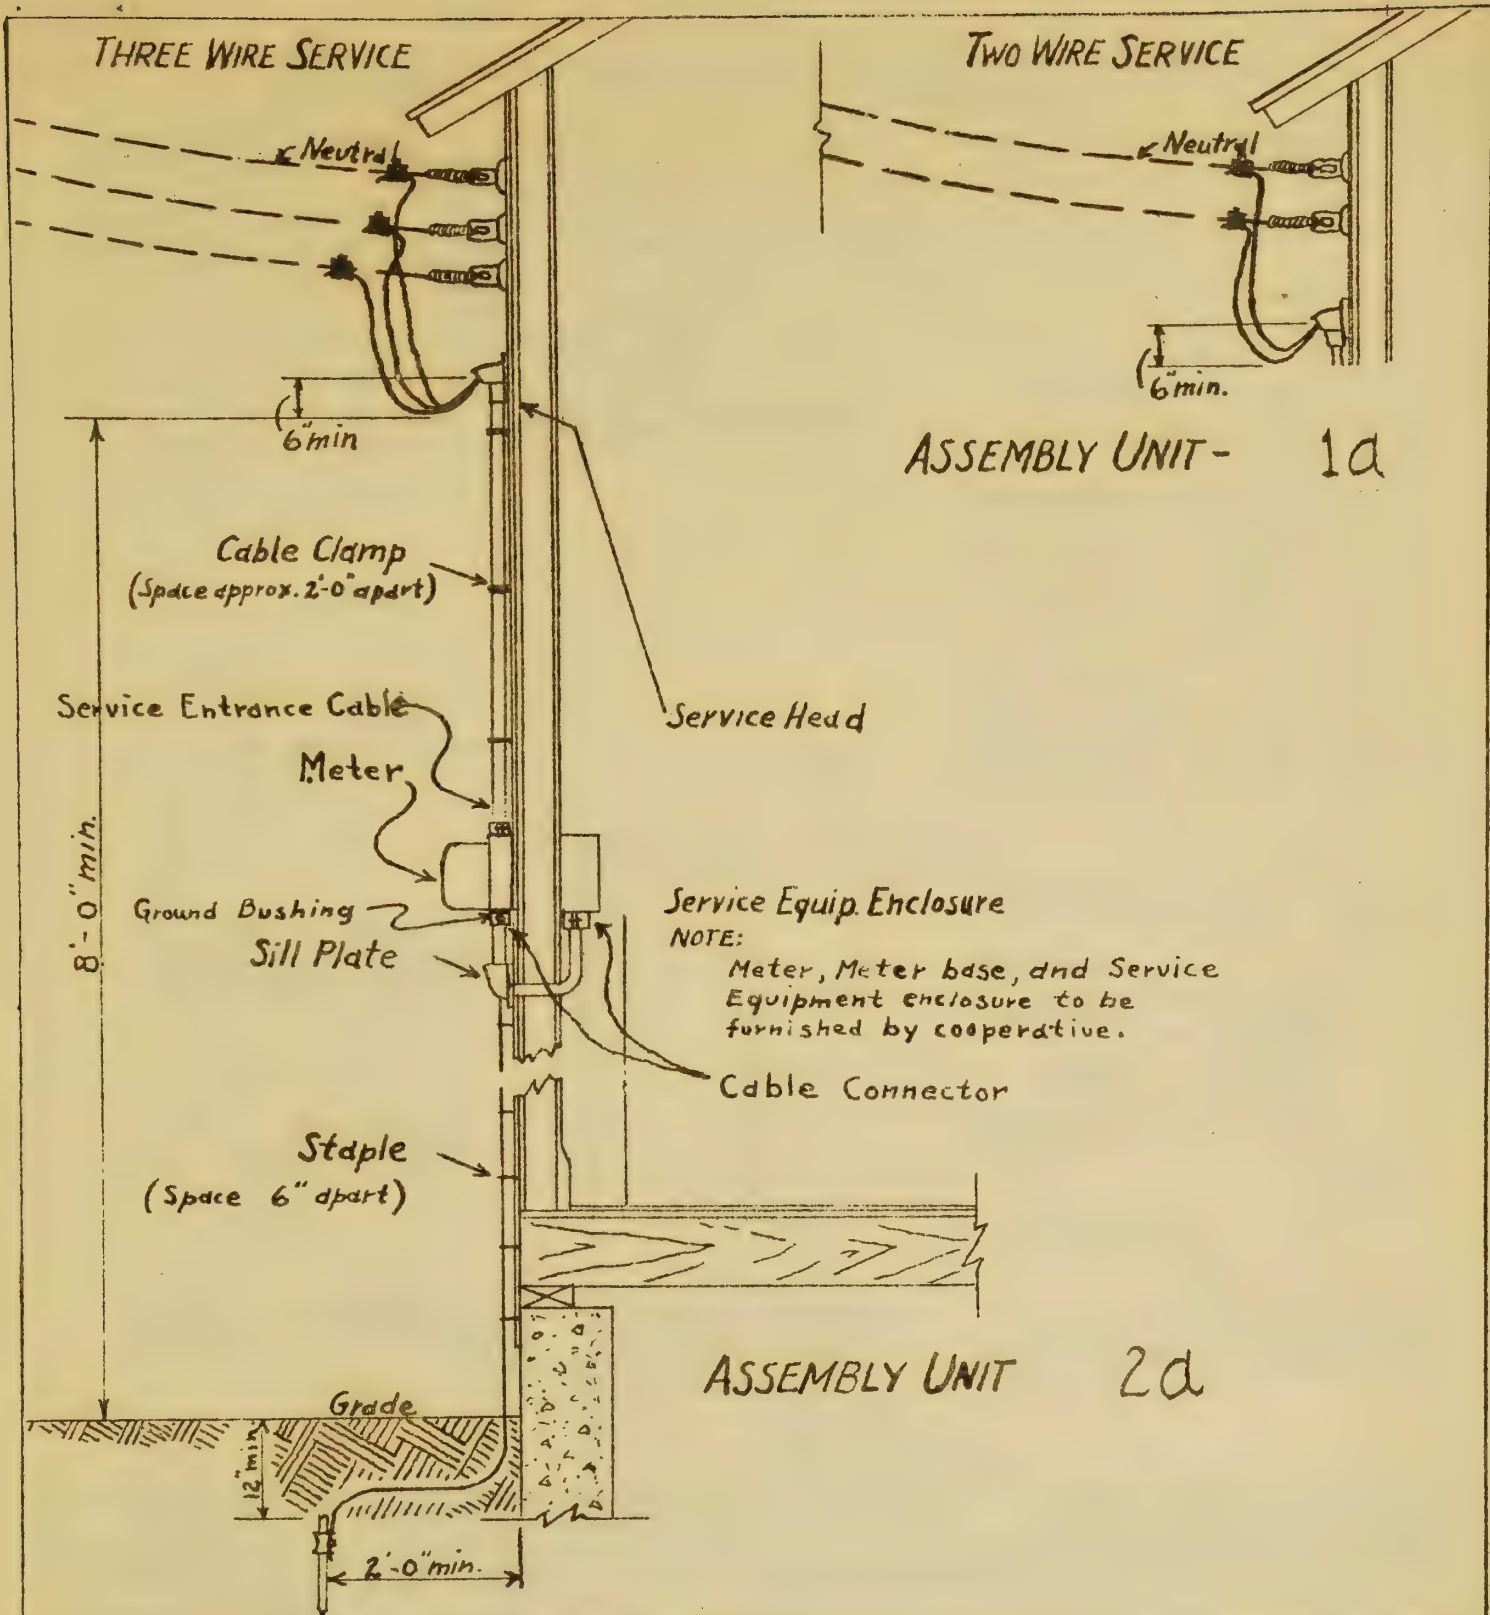 THREE WIRE SERVICE
TWO WIRE SERVICE
Neutral
Neutral
6"min
6"min.
ASSEMBLY UNIT- 1a
Cable Clamp
(Space approx. 2'-0" apart)
Service Entrance Cable
Service Head
Meter
8'-0" min.
Ground Bushing
Service Equip. Enclosure
NOTE:
Sill Plate
Meter, Meter base, and Service
Equipment enclosure to be
furnished by cooperative.
Cable Connector
Staple
(Space 6" apart)
ASSEMBLY UNIT 2a
Grade
12" min
2'-0" min.